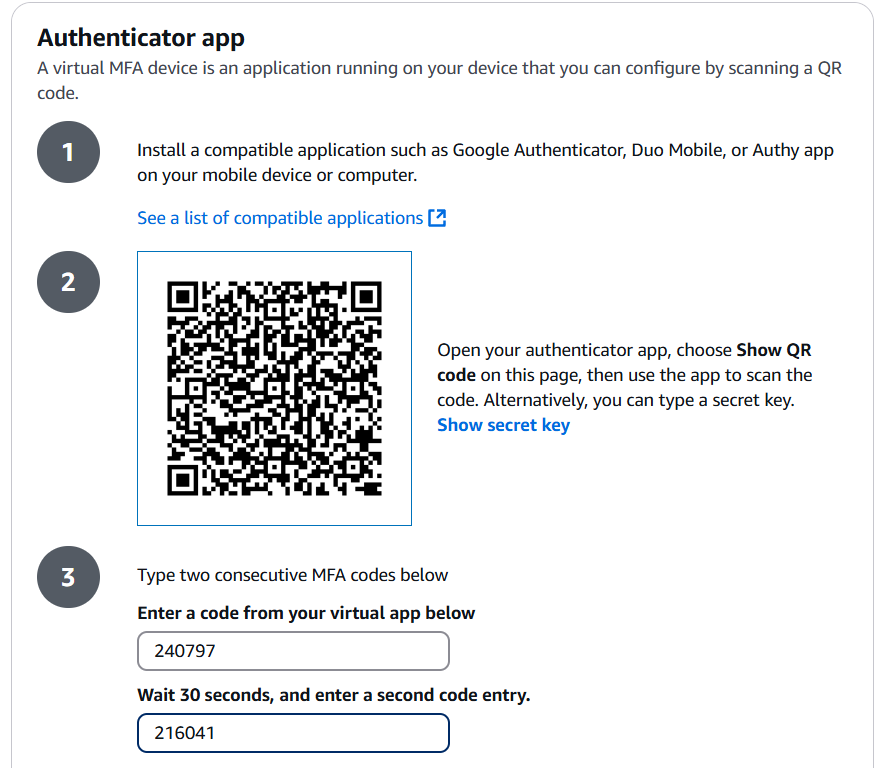 Authenticator app
A virtual MFA device is an application running on your device that you can configure by scanning a QR
code.
1
Install a compatible application such as Google Authenticator, Duo Mobile, or Authy app
on your mobile device or computer.
See a list of compatible applications
2
Open your authenticator app, choose Show QR
code on this page, then use the app to scan the
code. Alternatively, you can type a secret key.
Show secret key
3
Type two consecutive MFA codes below
Enter a code from your virtual app below
240797
Wait 30 seconds, and enter a second code entry.
216041